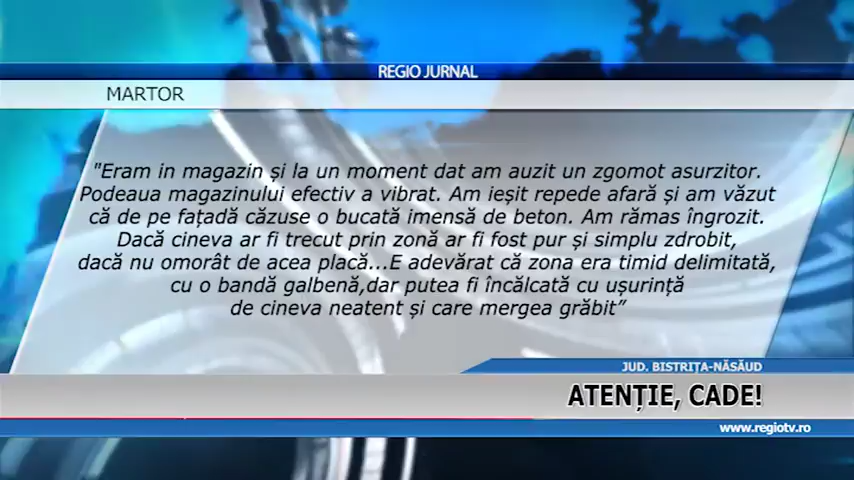 REGIO JURNAL
MARTOR
"Eram in magazin și la un moment dat am auzit un zgomot asurzitor.
Podeaua magazinului efectiv a vibrat. Am ieșit repede afară și am văzut
că de pe fațadă căzuse o bucată imensă de beton. Am rămas îngrozit.
Dacă cineva ar fi trecut prin zonă ar fi fost pur și simplu zdrobit,
dacă nu omorât de acea placă...E adevărat că zona era timid delimitată,
cu o bandă galbenă,dar putea fi încălcată cu ușurință
de cineva neatent și care mergea grăbit”
JUD. BISTRIȚA-NĂSĂUD
ATENȚIE, CADE!
www.regiotv.ro